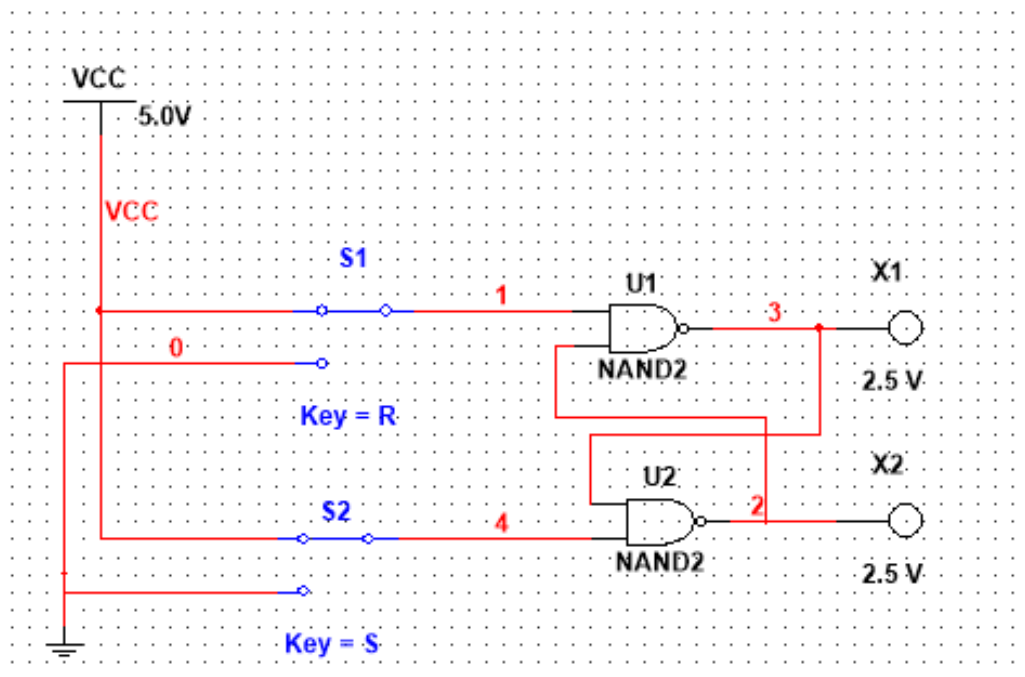 VCC
5.0V
VCC
S1
1
U1
3
X1
0
NAND2
2.5 V
Key = R
S2
4
U2
2
X2
NAND2
2.5 V
Key = S